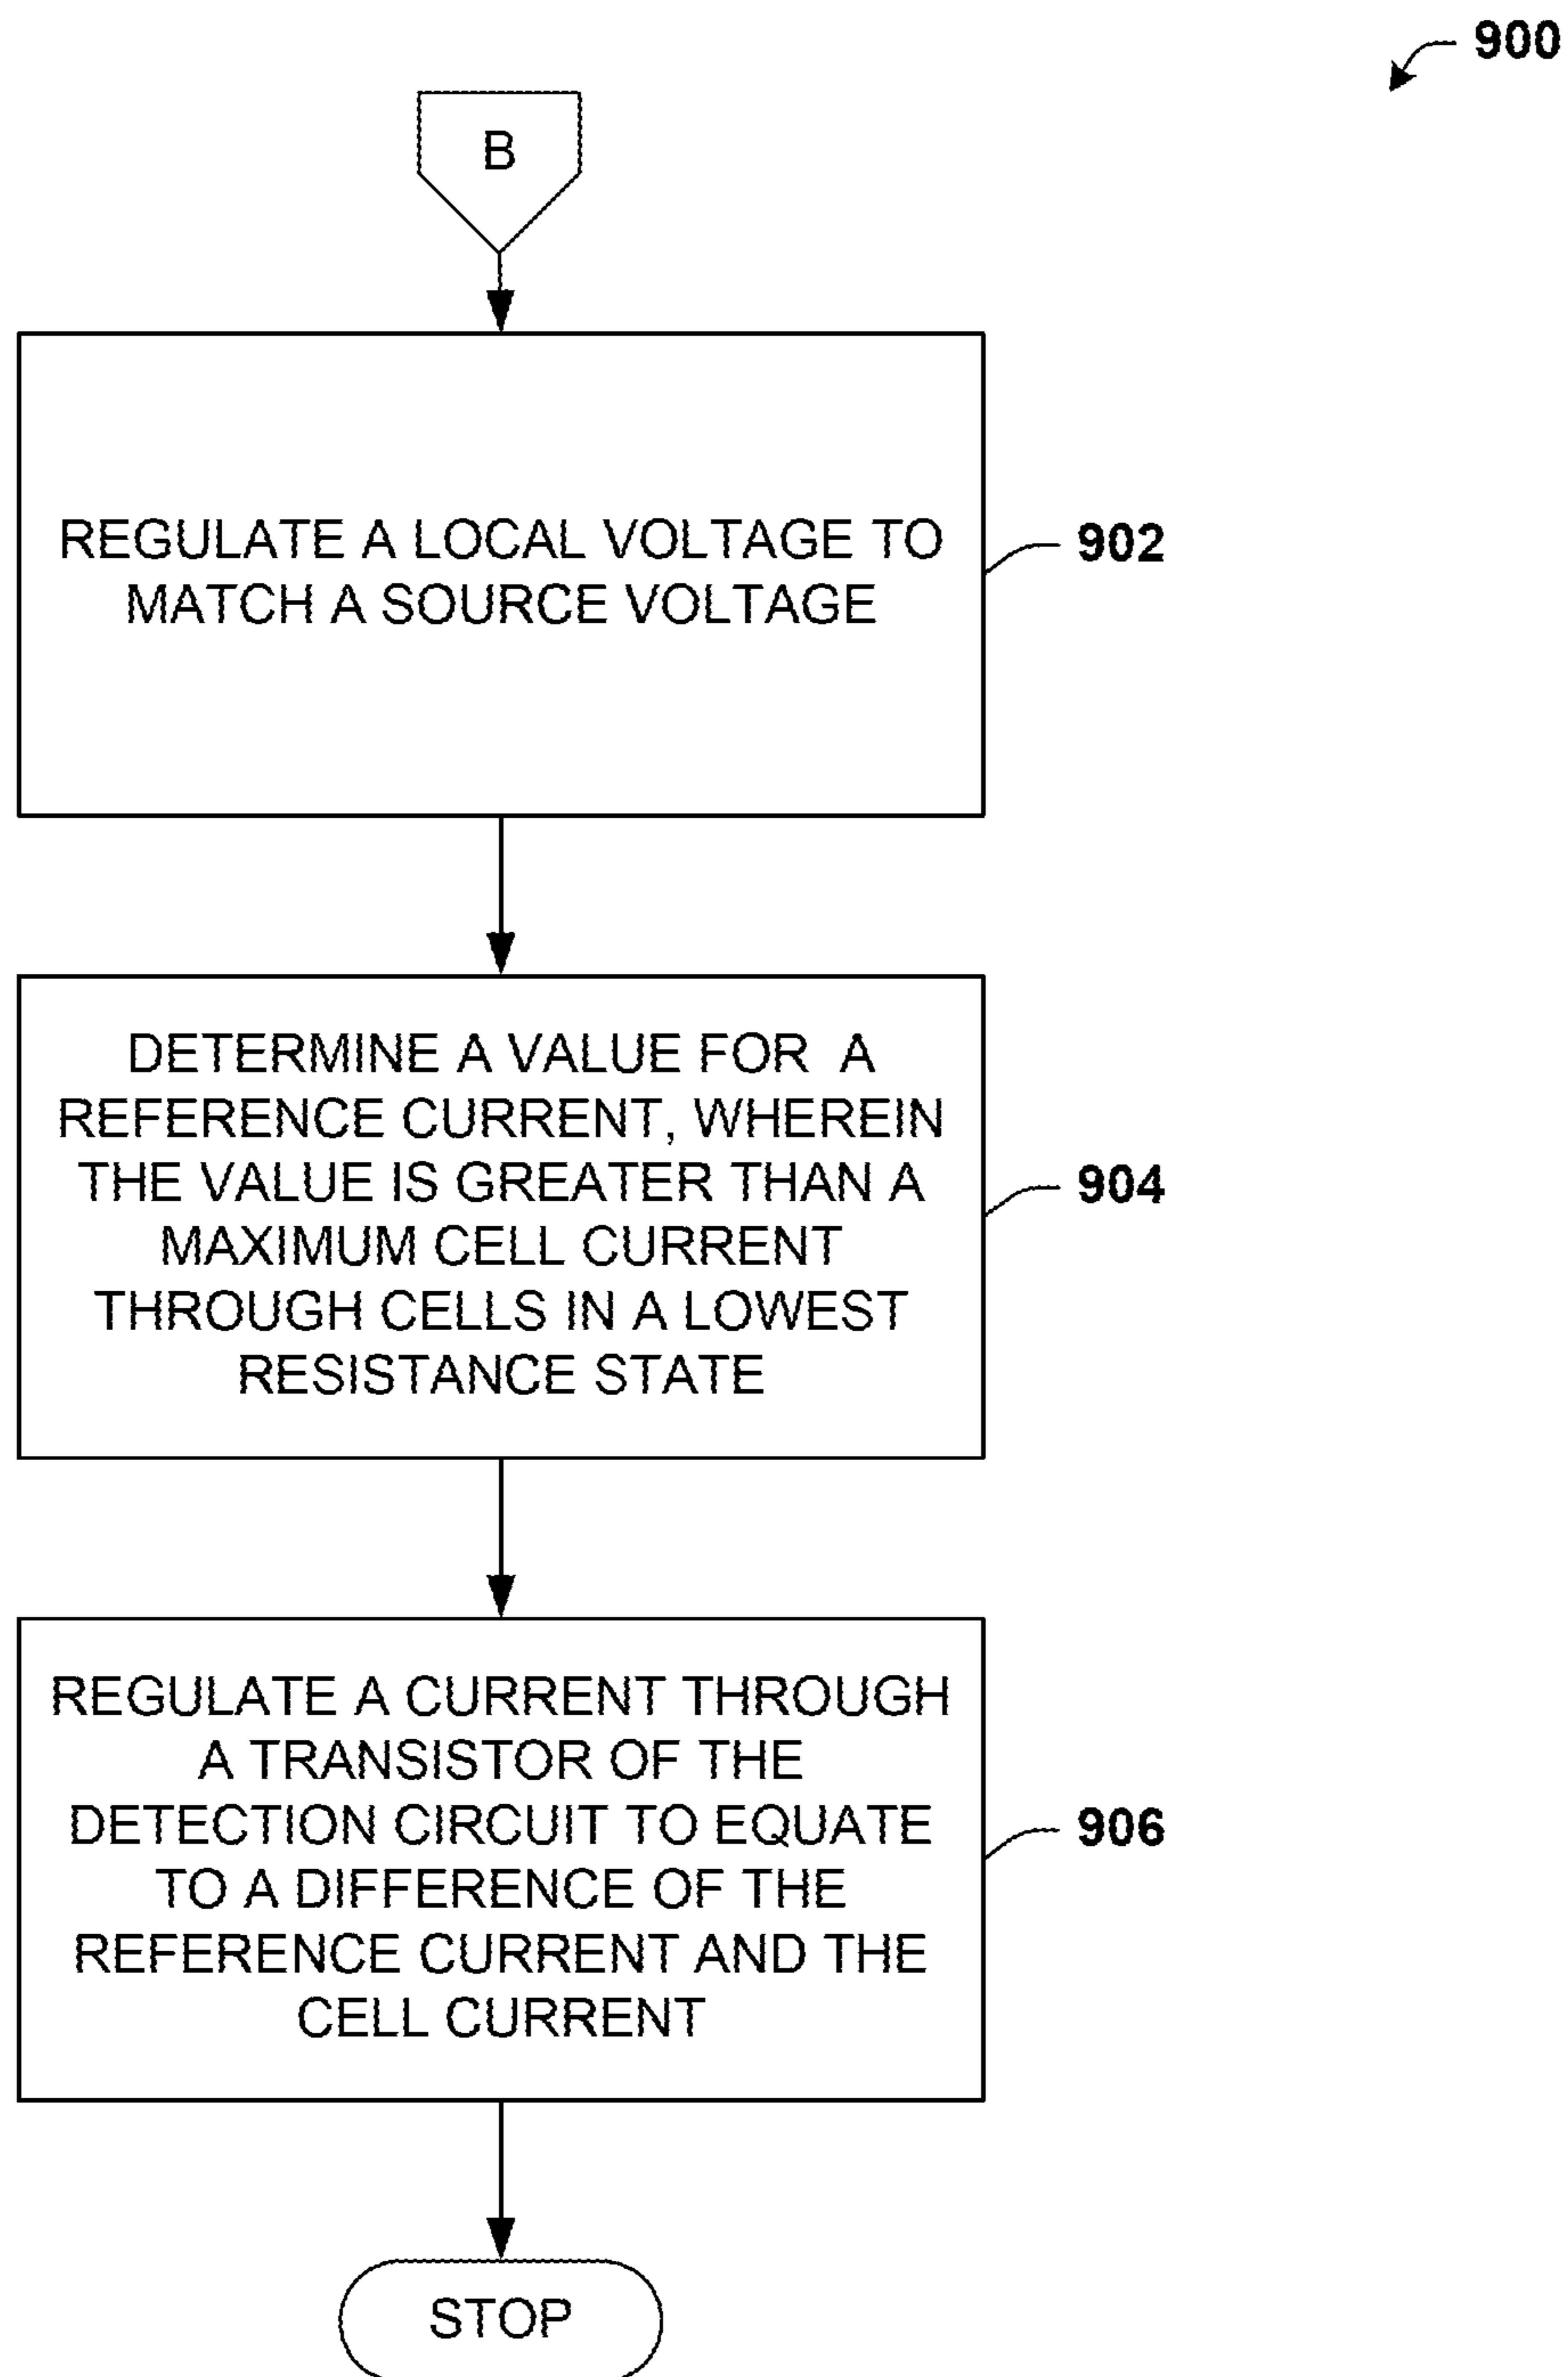 900
B
REGULATE A LOCAL VOLTAGE TO
MATCH A SOURCE VOLTAGE
902
DETERMINE A VALUE FOR A
REFERENCE CURRENT, WHEREIN
THE VALUE IS GREATER THAN A
MAXIMUM CELL CURRENT
THROUGH CELLS IN A LOWEST
RESISTANCE STATE
904
REGULATE A CURRENT THROUGH
A TRANSISTOR OF THE
DETECTION CIRCUIT TO EQUATE
TO A DIFFERENCE OF THE
REFERENCE CURRENT AND THE
CELL CURRENT
906
STOP